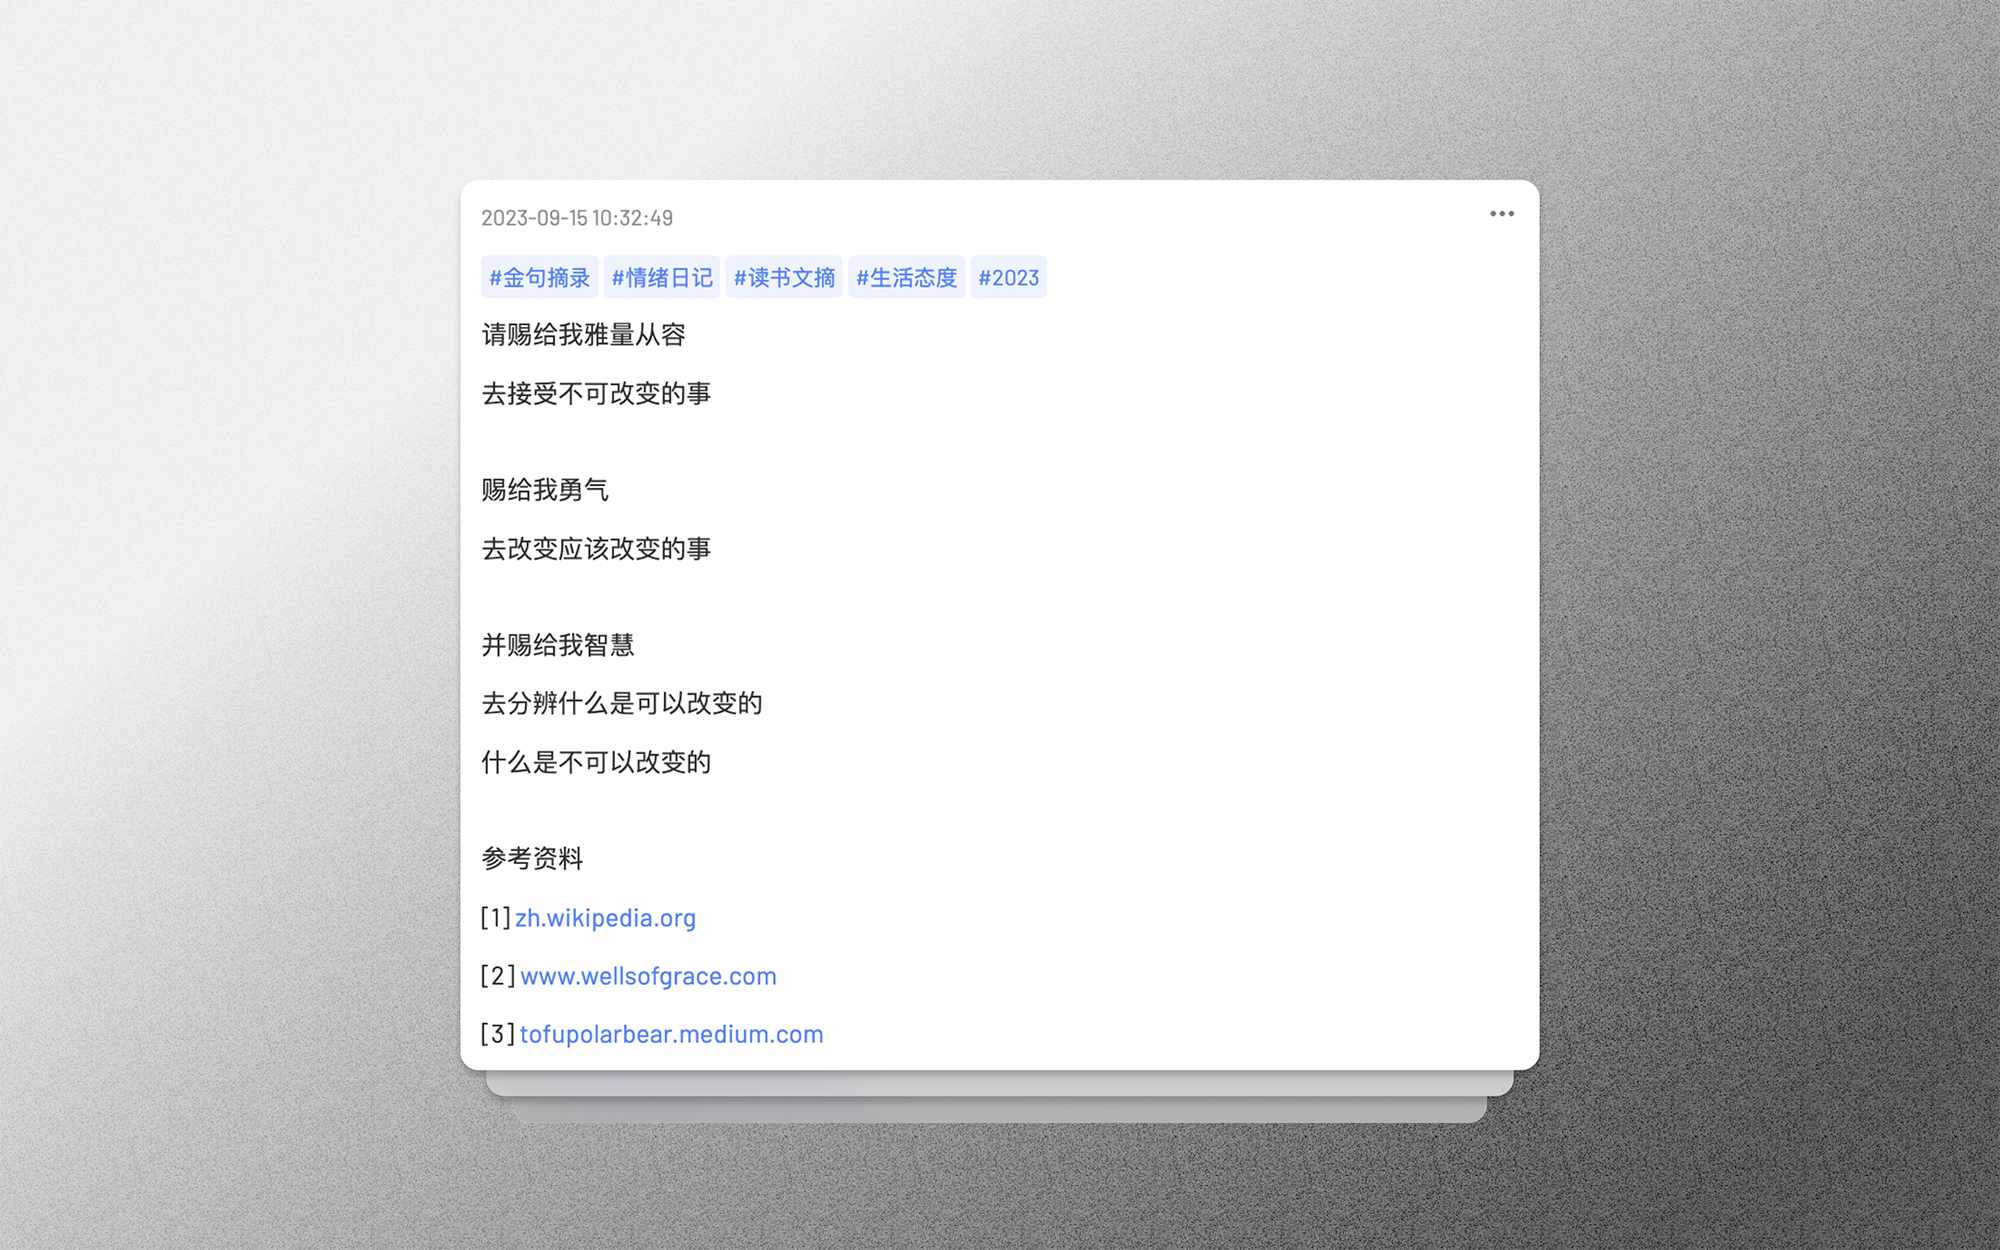 2023-09-15 10:32:49
#金句摘录 #情绪日记 #读书文摘 #生活态度 #2023
请赐给我雅量从容
去接受不可改变的事
赐给我勇气
去改变应该改变的事
并赐给我智慧
去分辨什么是可以改变的
什么是不可以改变的
参考资料
[1] zh.wikipedia.org
[2] www.wellsofgrace.com
[3] tofupolarbear.medium.com